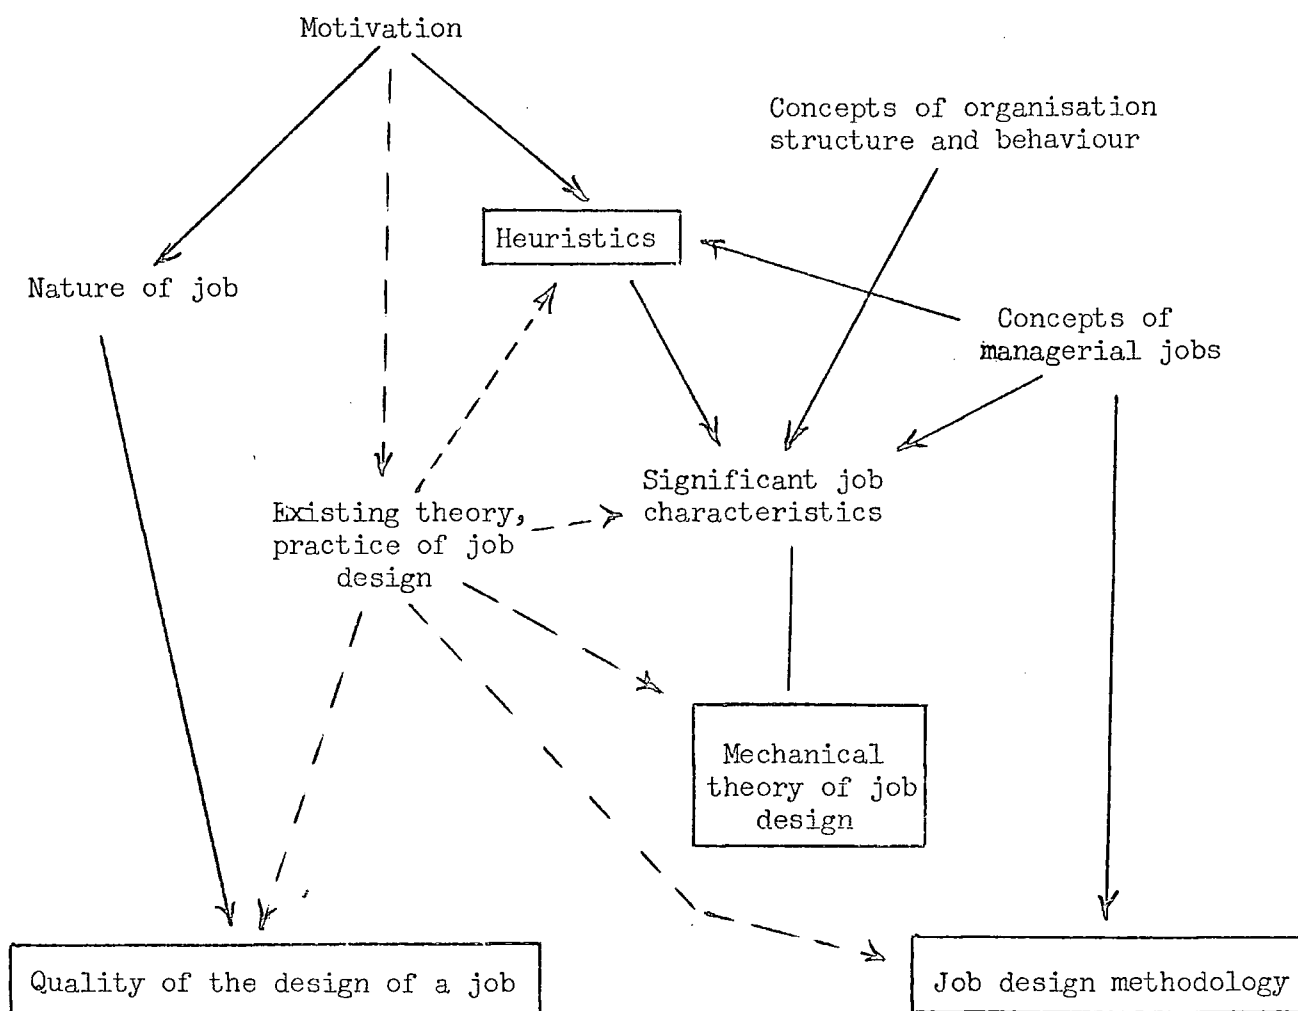 Motivation
Concepts of organisation
structure and behaviour
Heuristics
Nature of job
Concepts of
managerial jobs
Significant job
characteristics
Existing theory,
practice of job
design
Mechanical
theory of job
design
Quality of the design of a job
Job design methodology